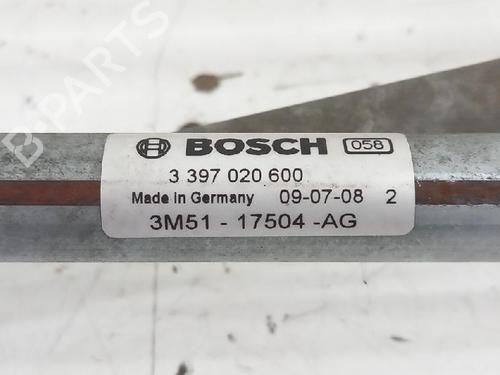 BOSCH 058
3 397 020 600
Made in Germany 09-07-08 2
3M51 - 17504 -AG
B-PARTS